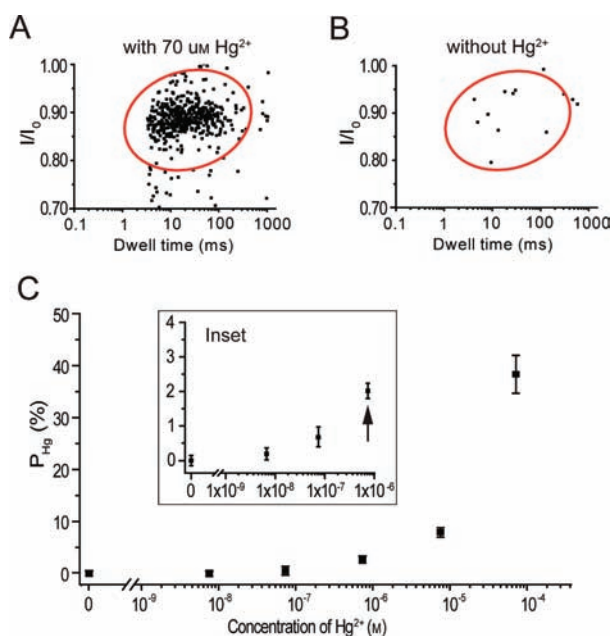 A
with 70 uM Hg²⁺
I/I₀
1.00
0.90
0.80
0.70
0.1 1 10 100 1000
Dwell time (ms)
B
without Hg²⁺
I/I₀
1.00
0.90
0.80
0.70
0.1 1 10 100 1000
Dwell time (ms)
C
P_Hg (%)
50
40
30
20
10
0
Inset
4
3
2
1
0
0 1x10⁻⁹ 1x10⁻⁸ 1x10⁻⁷ 1x10⁻⁶
0 10⁻⁹ 10⁻⁸ 10⁻⁷ 10⁻⁶ 10⁻⁵ 10⁻⁴
Concentration of Hg²⁺ (M)